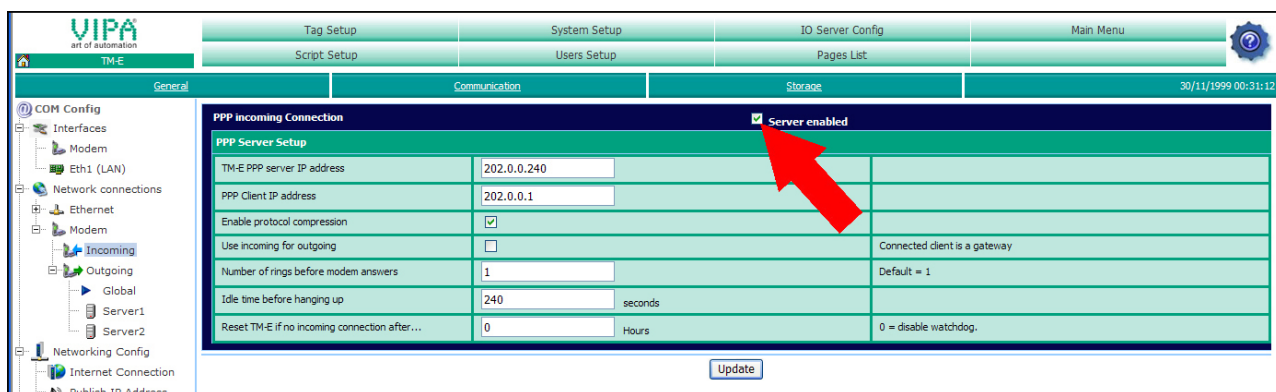 VIPA
art of automation
TM-E
Tag Setup
System Setup
IO Server Config
Main Menu
Script Setup
Users Setup
Pages List
General
Communication
Storage
30/11/1999 00:31:12
COM Config
Interfaces
Modem
Eth1 (LAN)
Network connections
Ethernet
Modem
Incoming
Outgoing
Global
Server1
Server2
Networking Config
Internet Connection
Publish IP Address
PPP incoming Connection
Server enabled
PPP Server Setup
TM-E PPP server IP address
202.0.0.240
PPP Client IP address
202.0.0.1
Enable protocol compression
Use incoming for outgoing
Connected client is a gateway
Number of rings before modem answers
1
Default = 1
Idle time before hanging up
240
seconds
Reset TM-E if no incoming connection after...
0
Hours
0 = disable watchdog.
Update